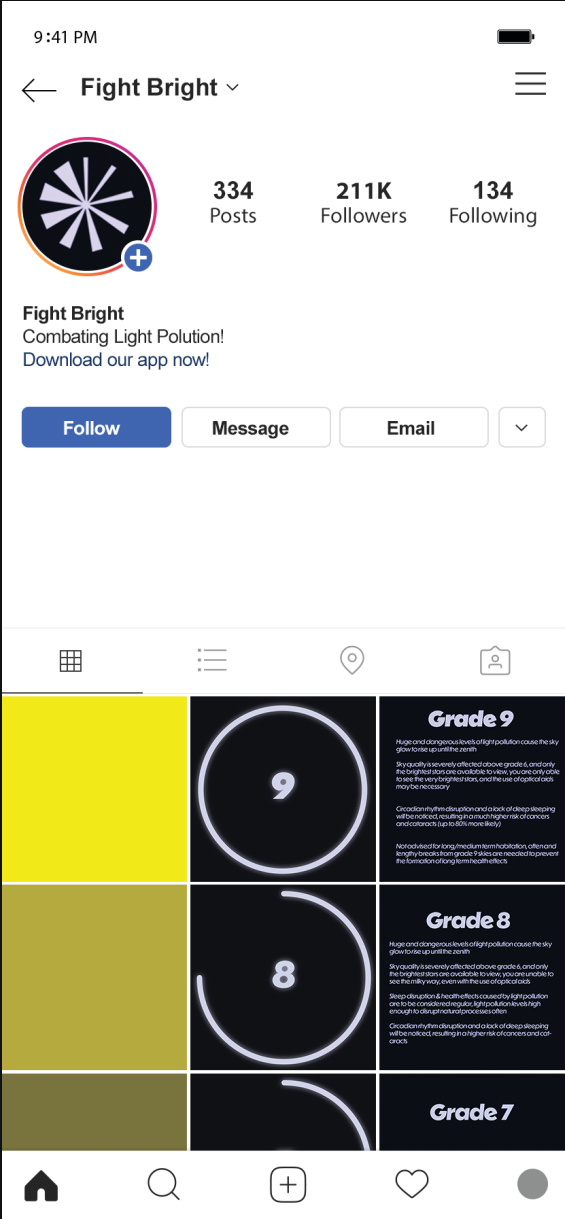 9:41 PM
Fight Bright
334
Posts
211K
Followers
134
Following
Fight Bright
Combating Light Polution!
Download our app now!
Follow
Message
Email
9
Grade 9
Huge and dangerous levels of light pollution cause the sky
glow to rise up until the zenith
Sky quality is severely affected above grade 6, and only
the brightest stars are available to view, you are only able
to see the very brightest stars, and the use of optical aids
may be necessary
Circadian rhythm disruption and a lack of deep sleeping
will be noticed, resulting in a much higher risk of cancers
and cataracts (up to 80% more likely)
Not advised for long/medium term habitation, often and
lengthy breaks from grade 9 skies are needed to prevent
the formation of long term health effects
8
Grade 8
Huge and dangerous levels of light pollution cause the sky
glow to rise up until the zenith
Sky quality is severely affected above grade 6, and only
the brightest stars are available to view, you are unable to
see the milky way, even with the use of optical aids
Sleep disruption & health effects caused by light pollution
are to be considered regular, light pollution levels high
enough to disrupt natural processes often
Circadian rhythm disruption and a lack of deep sleeping
will be noticed, resulting in a higher risk of cancers and cat-
aracts
Grade 7